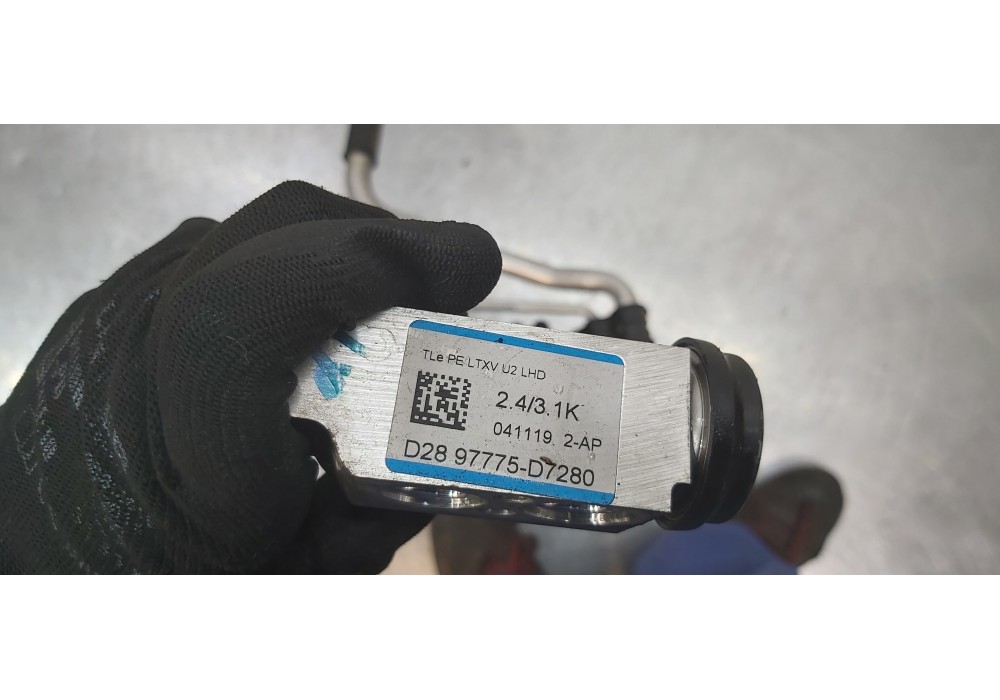 TLe PE LTXV U2 LHD
2.4/3.1K
041119. 2-AP
D28 97775-D7280